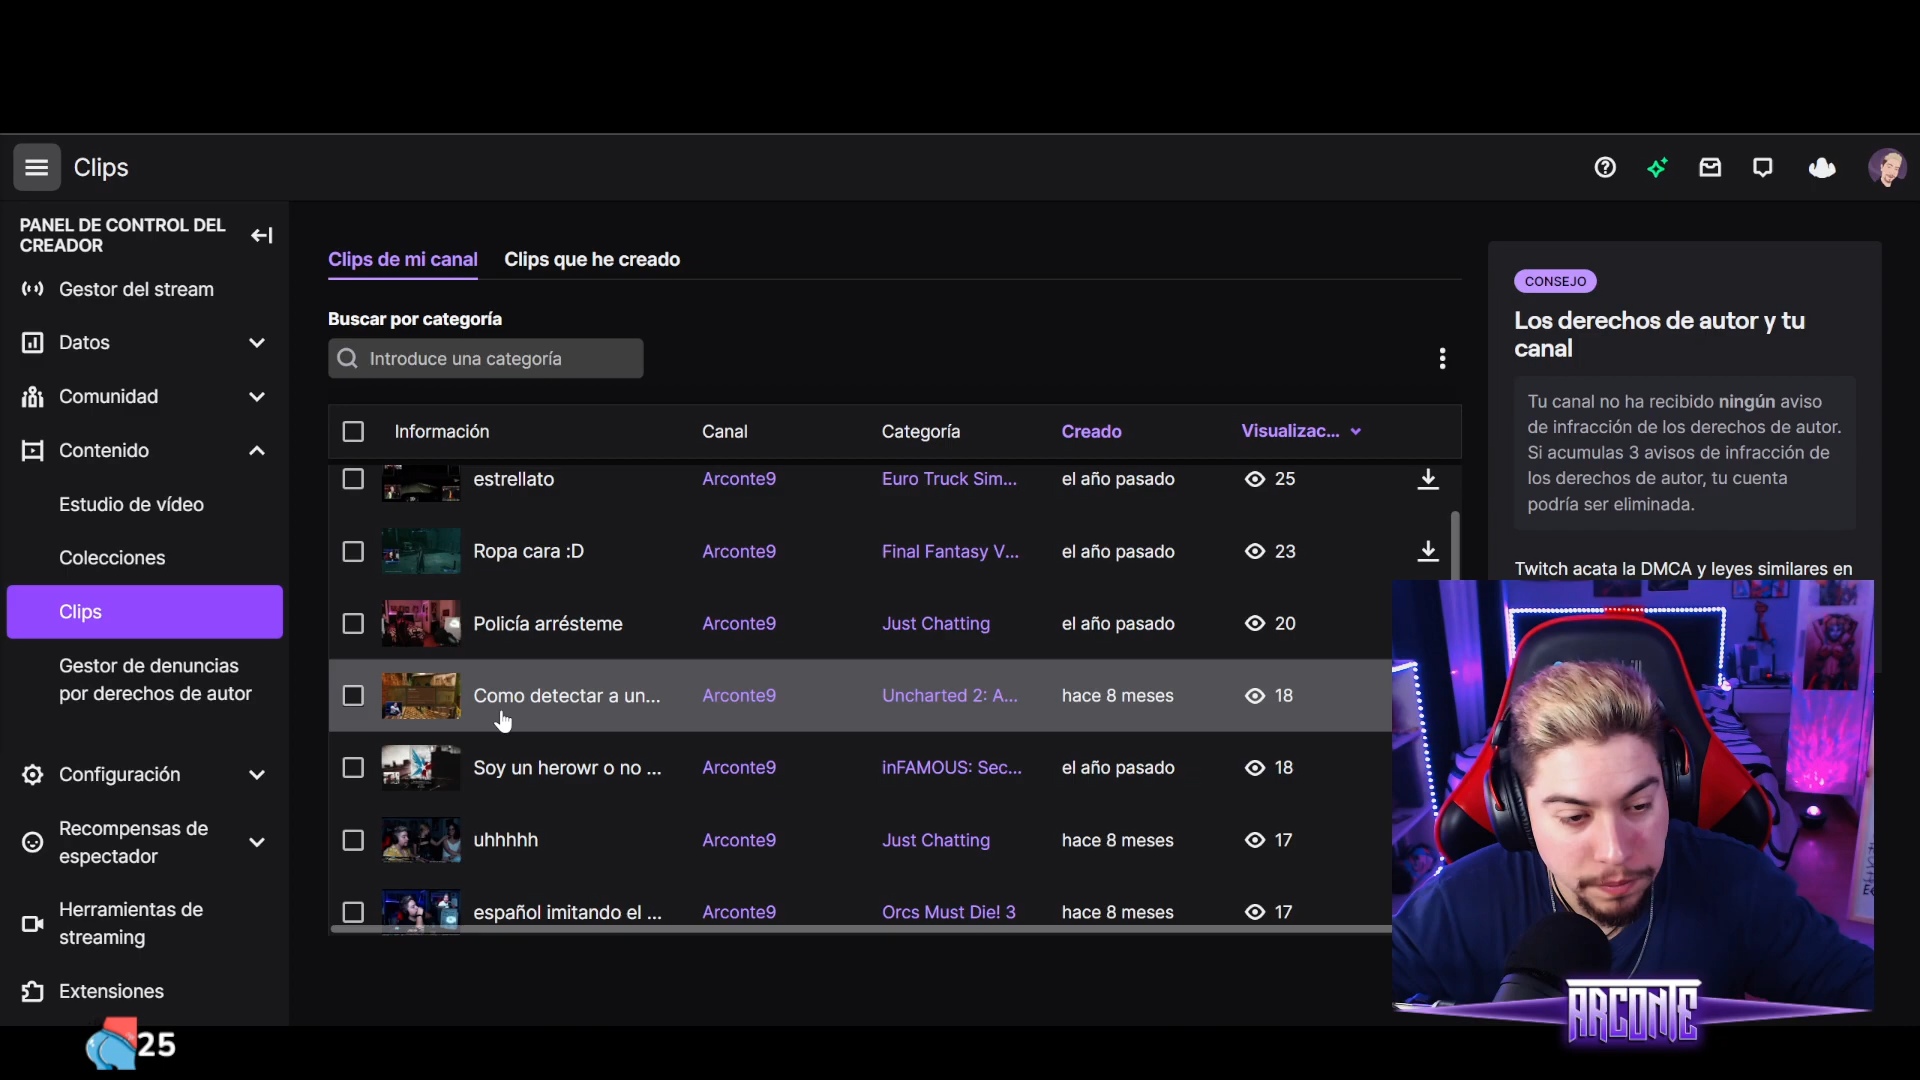 Clips
PANEL DE CONTROL DEL
CREADOR
Gestor del stream
Datos
Comunidad
Contenido
Estudio de vídeo
Colecciones
Clips
Gestor de denuncias
por derechos de autor
Configuración
Recompensas de
espectador
Herramientas de
streaming
Extensiones
25
Clips de mi canal Clips que he creado
Buscar por categoría
Introduce una categoría
Información Canal Categoría Creado Visualizac...
estrellato Arconte9 Euro Truck Sim... el año pasado 25
Ropa cara :D Arconte9 Final Fantasy V... el año pasado 23
Policía arrésteme Arconte9 Just Chatting el año pasado 20
Como detectar a un... Arconte9 Uncharted 2: A... hace 8 meses 18
Soy un herowr o no ... Arconte9 inFAMOUS: Sec... el año pasado 18
uhhhhh Arconte9 Just Chatting hace 8 meses 17
español imitando el ... Arconte9 Orcs Must Die! 3 hace 8 meses 17
CONSEJO
Los derechos de autor y tu
canal
Tu canal no ha recibido ningún aviso
de infracción de los derechos de autor.
Si acumulas 3 avisos de infracción de
los derechos de autor, tu cuenta
podría ser eliminada.
Twitch acata la DMCA y leyes similares en
ARCONTE